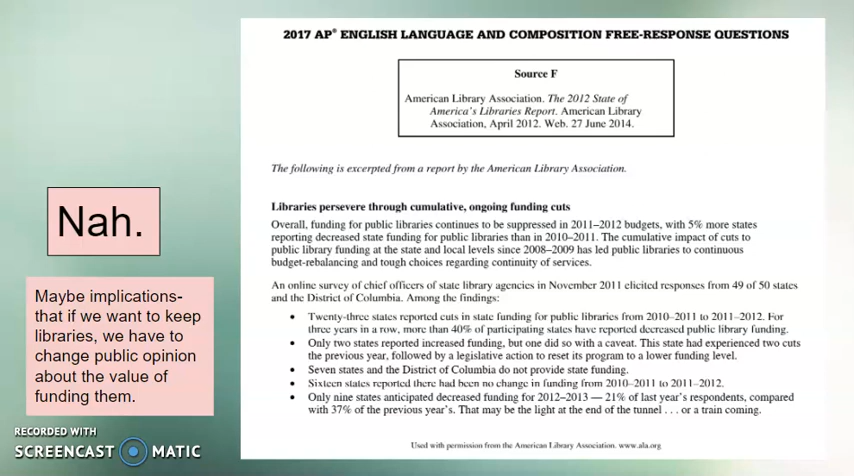 2017 AP® ENGLISH LANGUAGE AND COMPOSITION FREE-RESPONSE QUESTIONS
Source F
American Library Association. The 2012 State of
America's Libraries Report. American Library
Association, April 2012. Web. 27 June 2014.
The following is excerpted from a report by the American Library Association.
Libraries persevere through cumulative, ongoing funding cuts
Overall, funding for public libraries continues to be suppressed in 2011–2012 budgets, with 5% more states
reporting decreased state funding for public libraries than in 2010–2011. The cumulative impact of cuts to
public library funding at the state and local levels since 2008–2009 has led public libraries to continuous
budget-rebalancing and tough choices regarding continuity of services.
An online survey of chief officers of state library agencies in November 2011 elicited responses from 49 of 50 states
and the District of Columbia. Among the findings:
• Twenty-three states reported cuts in state funding for public libraries from 2010–2011 to 2011–2012. For
three years in a row, more than 40% of participating states have reported decreased public library funding.
• Only two states reported increased funding, but one did so with a caveat. This state had experienced two cuts
the previous year, followed by a legislative action to reset its program to a lower funding level.
• Seven states and the District of Columbia do not provide state funding.
• Sixteen states reported there had been no change in funding from 2010–2011 to 2011–2012.
• Only nine states anticipated decreased funding for 2012–2013 — 21% of last year's respondents, compared
with 37% of the previous year's. That may be the light at the end of the tunnel . . . or a train coming.
Used with permission from the American Library Association. www.ala.org
Nah.
Maybe implications-
that if we want to keep
libraries, we have to
change public opinion
about the value of
funding them.
RECORDED WITH
SCREENCAST MATIC